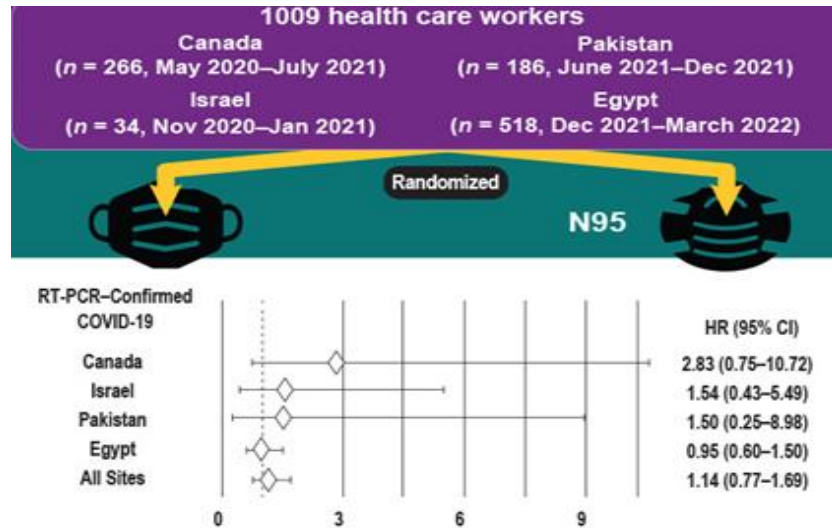 1009 health care workers
Canada
(n = 266, May 2020–July 2021)
Pakistan
(n = 186, June 2021–Dec 2021)
Israel
(n = 34, Nov 2020–Jan 2021)
Egypt
(n = 518, Dec 2021–March 2022)
Randomized
N95
RT-PCR–Confirmed
COVID-19
HR (95% CI)
Canada 2.83 (0.75–10.72)
Israel 1.54 (0.43–5.49)
Pakistan 1.50 (0.25–8.98)
Egypt 0.95 (0.60–1.50)
All Sites 1.14 (0.77–1.69)
0 3 6 9